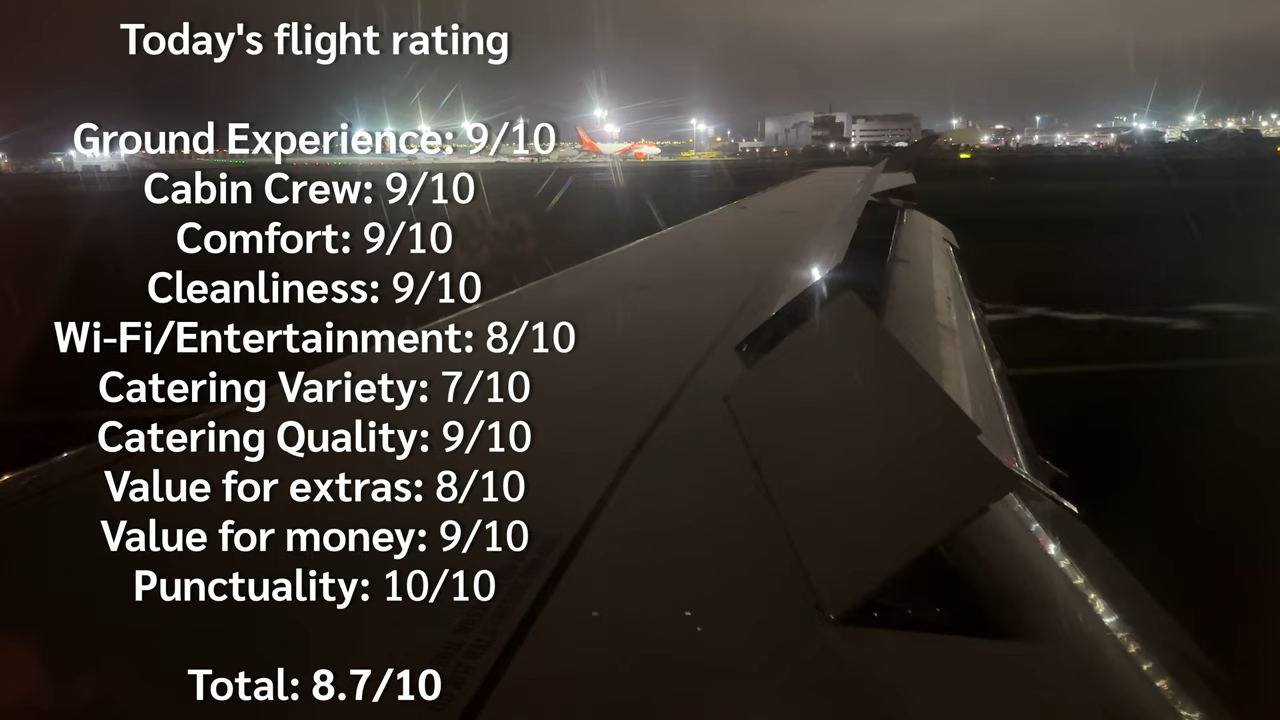 Today's flight rating
Ground Experience: 9/10
Cabin Crew: 9/10
Comfort: 9/10
Cleanliness: 9/10
Wi-Fi/Entertainment: 8/10
Catering Variety: 7/10
Catering Quality: 9/10
Value for extras: 8/10
Value for money: 9/10
Punctuality: 10/10
Total: 8.7/10